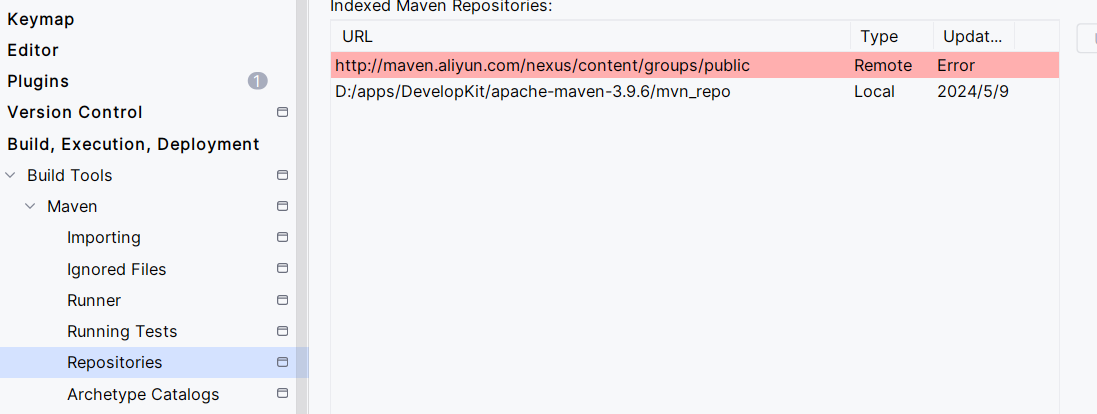 Keymap
Editor
Plugins 1
Version Control
Build, Execution, Deployment
Build Tools
Maven
Importing
Ignored Files
Runner
Running Tests
Repositories
Archetype Catalogs
Indexed Maven Repositories:
URL Type Updat...
http://maven.aliyun.com/nexus/content/groups/public Remote Error
D:/apps/DevelopKit/apache-maven-3.9.6/mvn_repo Local 2024/5/9